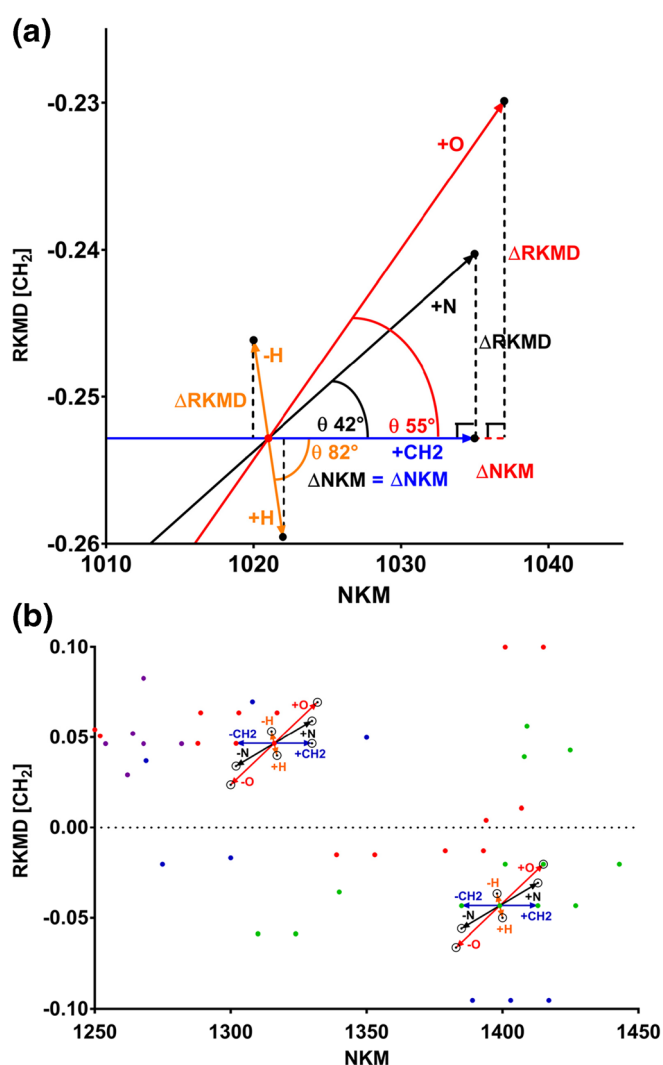 (a)
-0.23
+O
-0.24
ΔRKMD
+N
ΔRKMD
RKMD [CH₂]
-H
-0.25
ΔRKMD
θ 42°
θ 55°
+CH2
θ 82°
ΔNKM = ΔNKM
ΔNKM
+H
-0.26
1010
1020
1030
1040
NKM
(b)
0.10
+O
-H
-CH2
+N
0.05
-N
+CH2
+H
-O
RKMD [CH₂]
0.00
+O
-H
-CH2
+N
-0.05
-N
+CH2
+H
-O
-0.10
1250
1300
1350
1400
1450
NKM